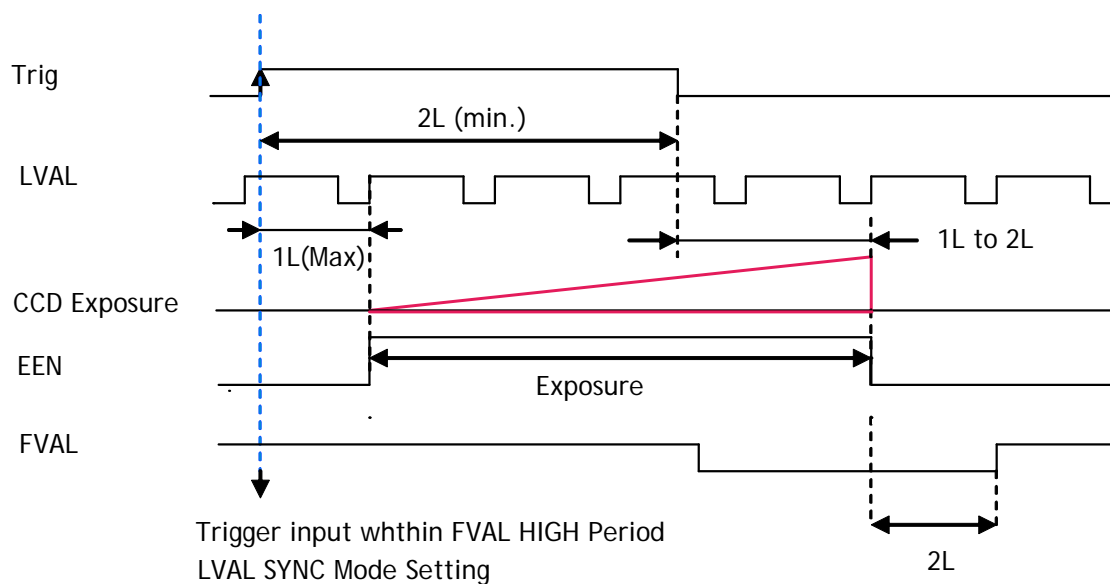 Trig
2L (min.)
LVAL
1L(Max)
1L to 2L
CCD Exposure
EEN
Exposure
FVAL
Trigger input whthin FVAL HIGH Period
LVAL SYNC Mode Setting
2L